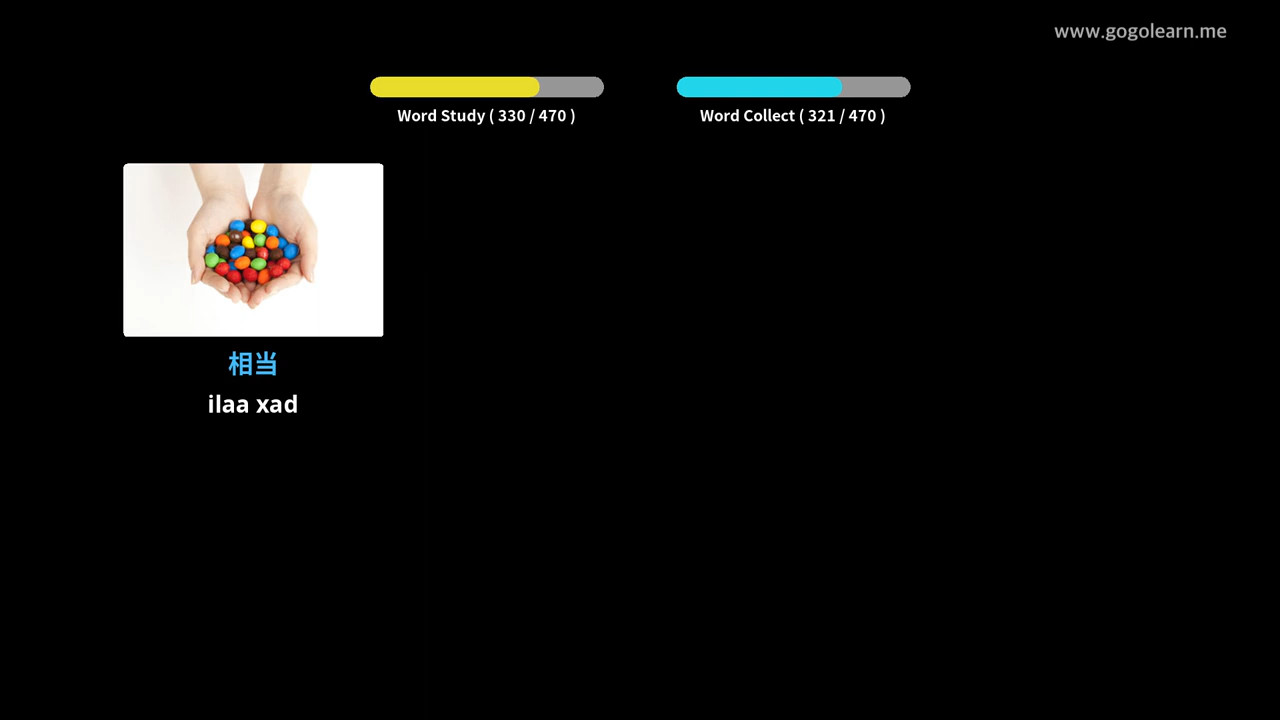 www.gogolearn.me
Word Study ( 330 / 470 )
Word Collect ( 321 / 470 )
相当
ilaa xad